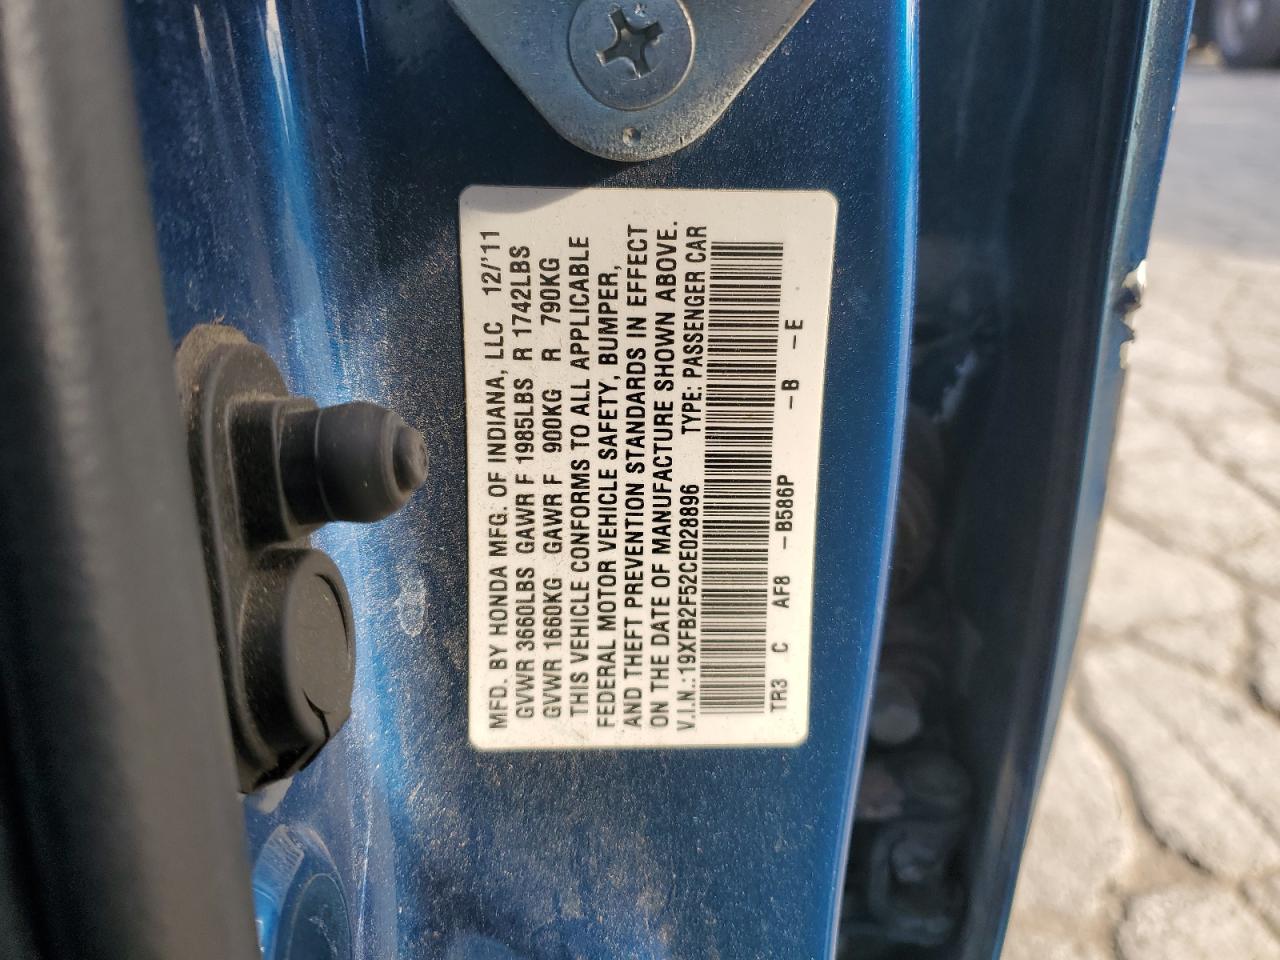 MFD. BY HONDA MFG. OF INDIANA, LLC 12/'11
GVWR 3660LBS GAWR F 1985LBS R 1742LBS
GVWR 1660KG GAWR F 900KG R 790KG
THIS VEHICLE CONFORMS TO ALL APPLICABLE
FEDERAL MOTOR VEHICLE SAFETY, BUMPER,
AND THEFT PREVENTION STANDARDS IN EFFECT
ON THE DATE OF MANUFACTURE SHOWN ABOVE.
V.I.N.: 19XFB2F52CE028896 TYPE: PASSENGER CAR
TR3 C AF8 -B586P -B -E